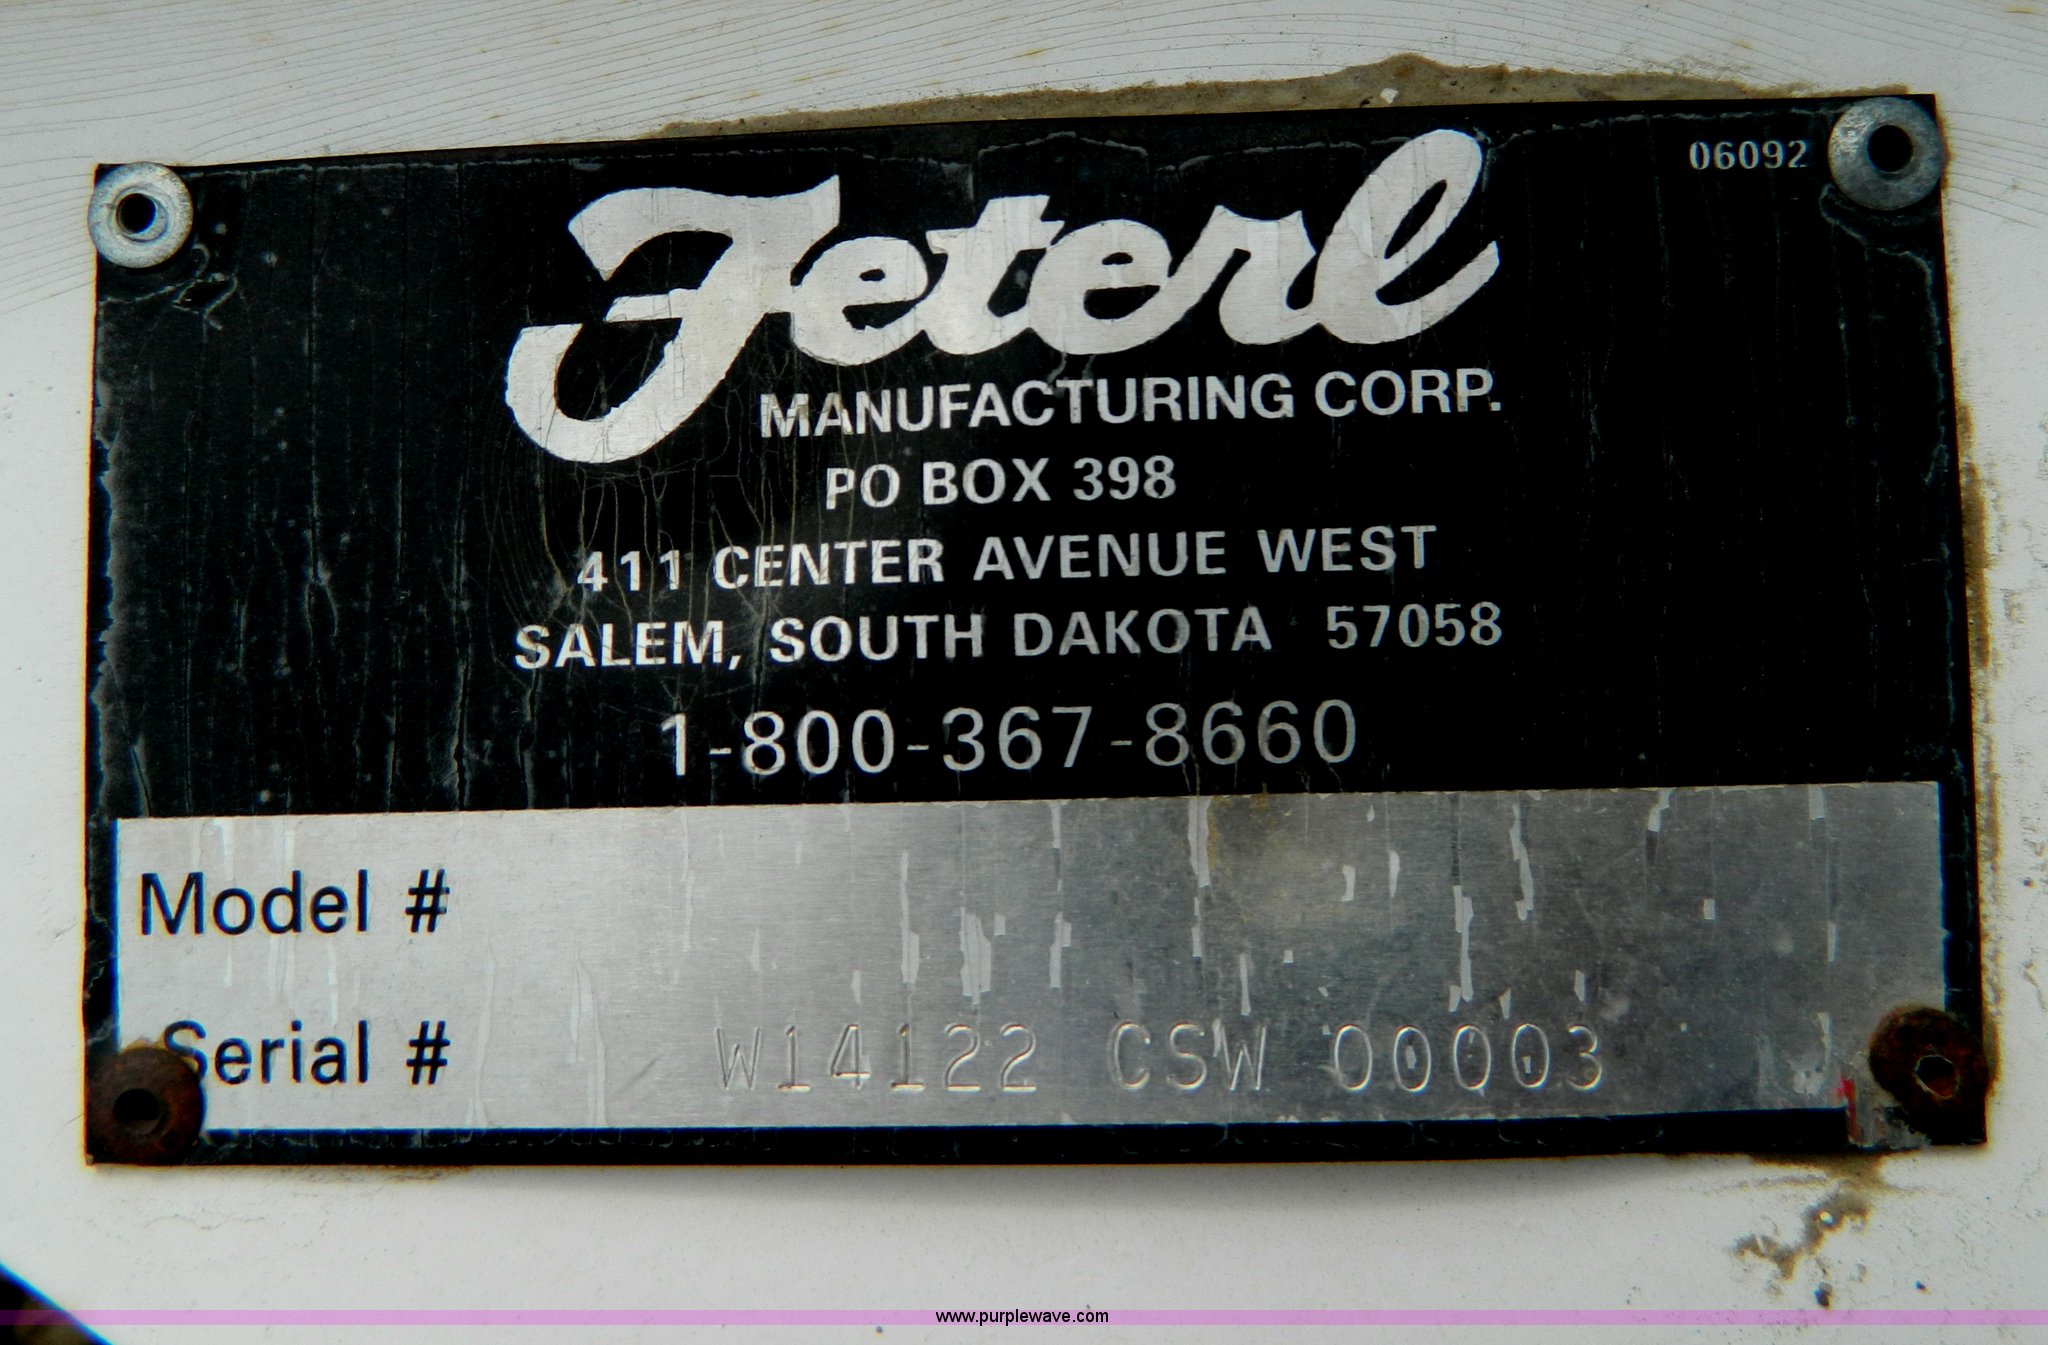 06092
Feterl
MANUFACTURING CORP.
PO BOX 398
411 CENTER AVENUE WEST
SALEM, SOUTH DAKOTA 57058
1-800-367-8660
Model #
Serial # W14122 CSW 00003
www.purplewave.com